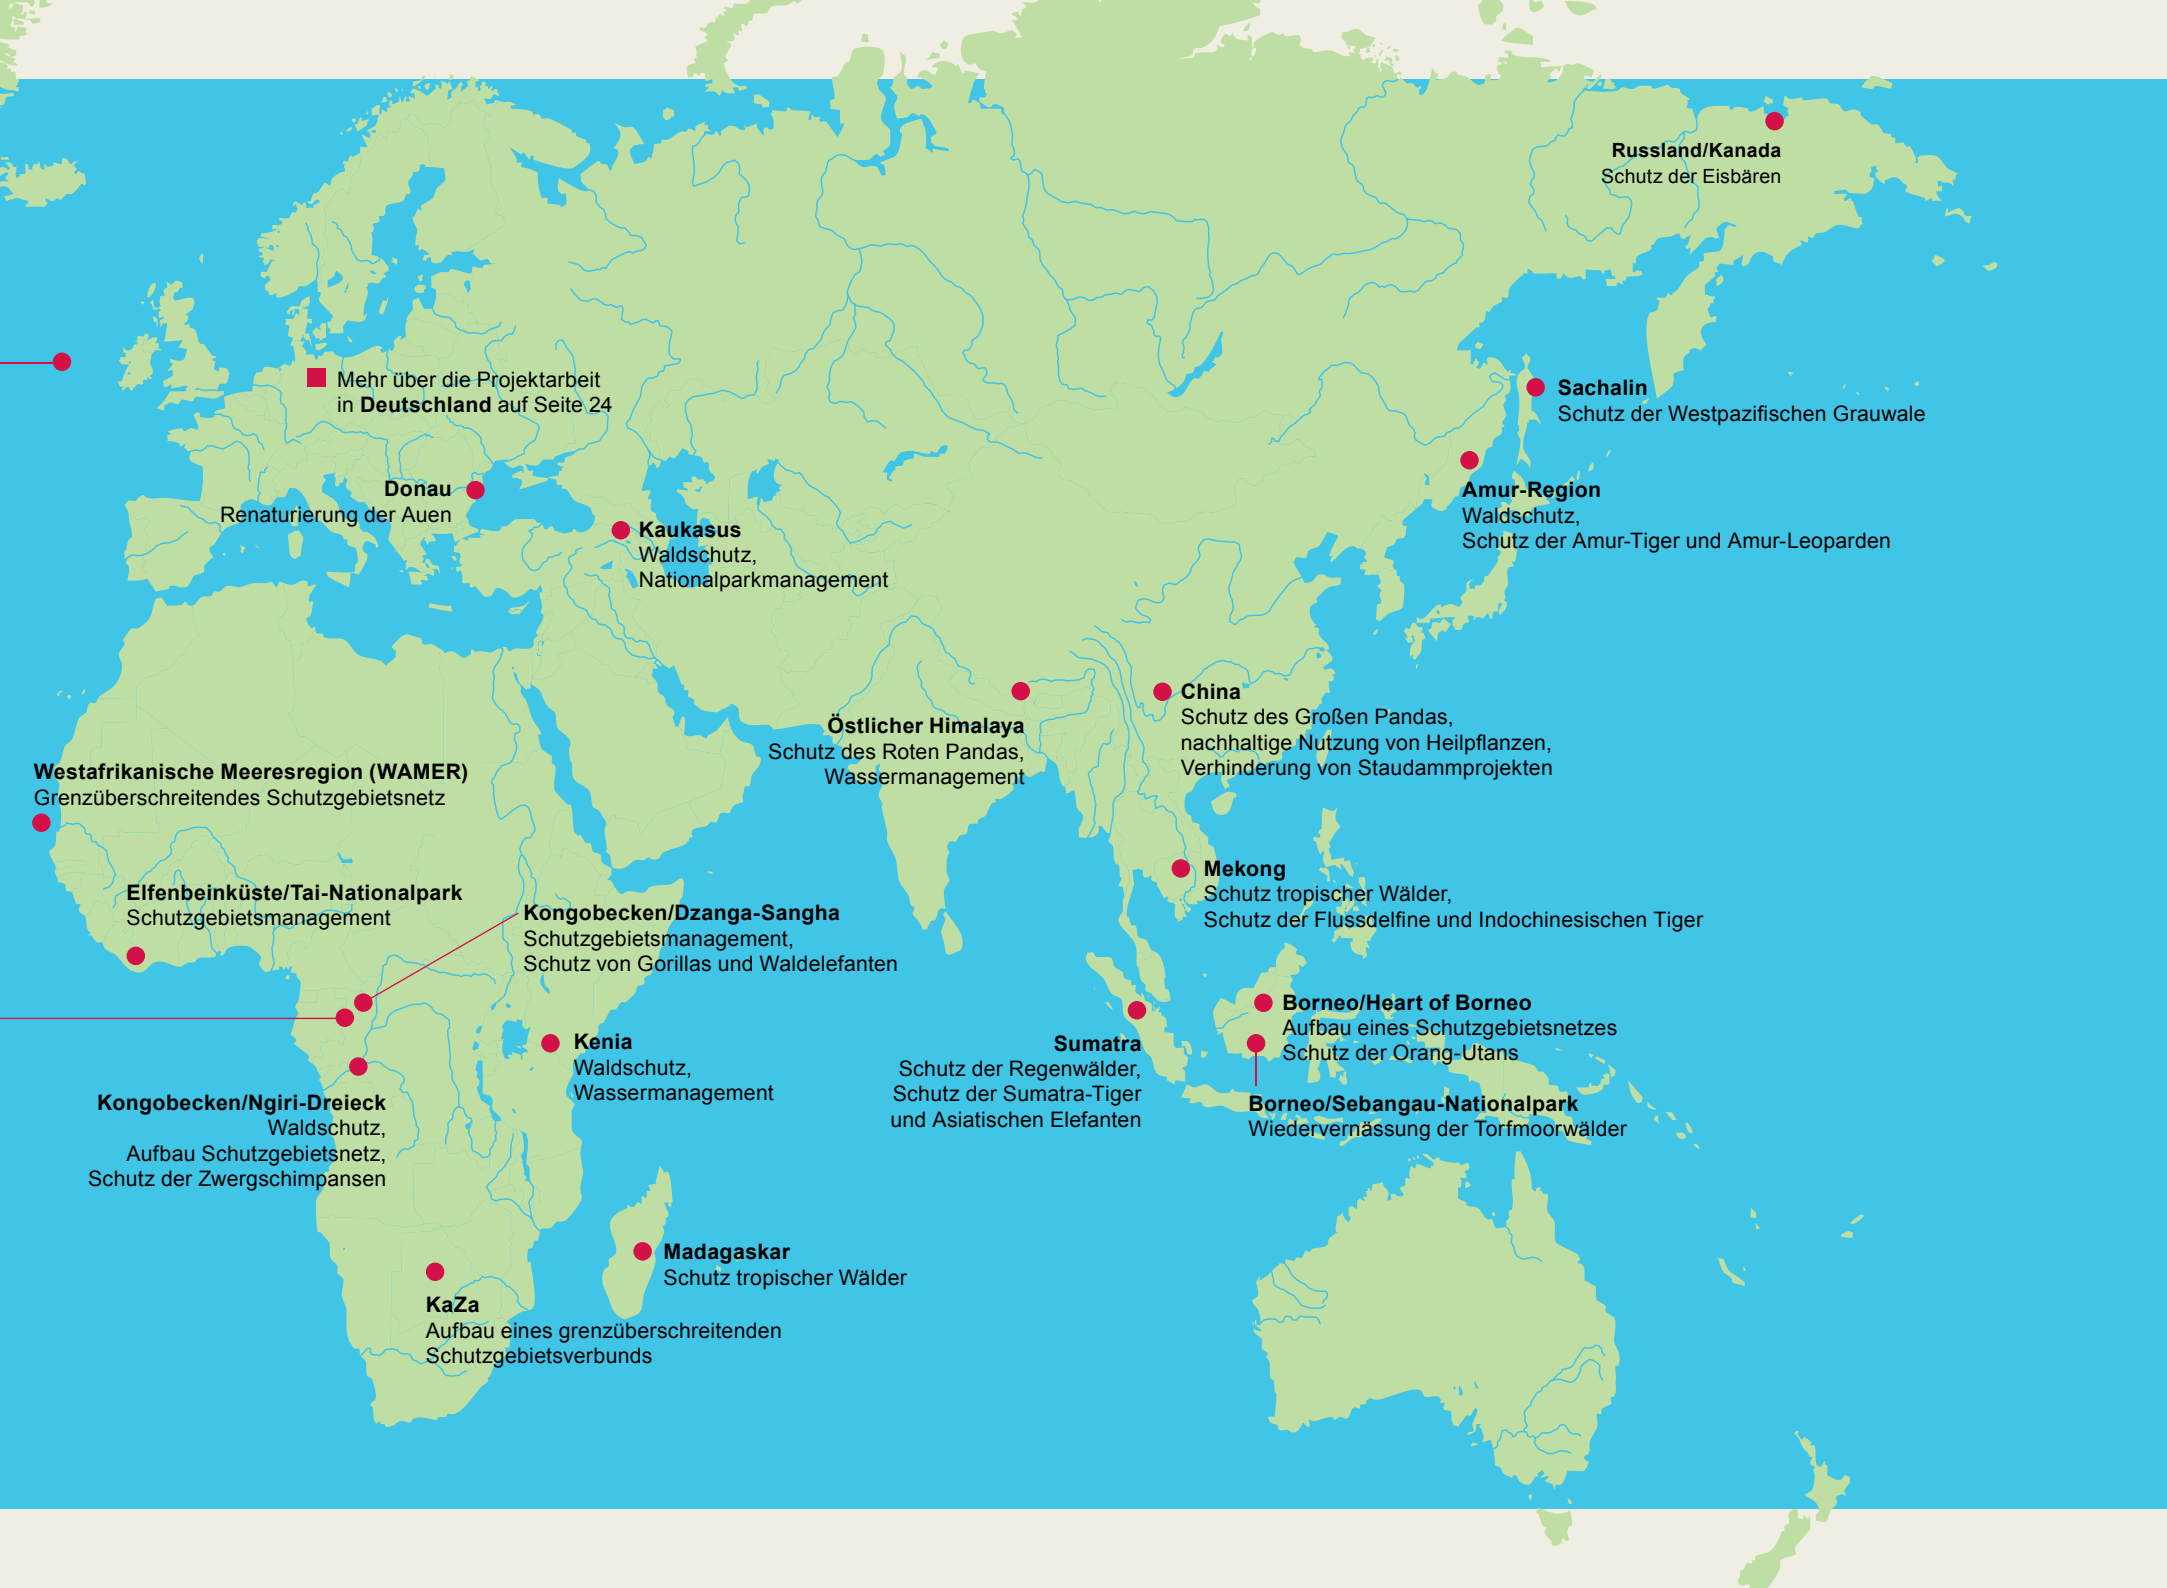 Russland/Kanada
Schutz der Eisbären
Mehr über die Projektarbeit
in Deutschland auf Seite 24
Sachalin
Schutz der Westpazifischen Grauwale
Donau
Renaturierung der Auen
Amur-Region
Waldschutz,
Schutz der Amur-Tiger und Amur-Leoparden
Kaukasus
Waldschutz,
Nationalparkmanagement
Östlicher Himalaya
Schutz des Roten Pandas,
Wassermanagement
China
Schutz des Großen Pandas,
nachhaltige Nutzung von Heilpflanzen,
Verhinderung von Staudammprojekten
Westafrikanische Meeresregion (WAMER)
Grenzüberschreitendes Schutzgebietsnetz
Mekong
Schutz tropischer Wälder,
Schutz der Flussdelfine und Indochinesischen Tiger
Elfenbeinküste/Tai-Nationalpark
Schutzgebietsmanagement
Kongobecken/Dzanga-Sangha
Schutzgebietsmanagement,
Schutz von Gorillas und Waldelefanten
Borneo/Heart of Borneo
Aufbau eines Schutzgebietsnetzes
Schutz der Orang-Utans
Kenia
Waldschutz,
Wassermanagement
Sumatra
Schutz der Regenwälder,
Schutz der Sumatra-Tiger
und Asiatischen Elefanten
Borneo/Sebangau-Nationalpark
Wiedervernässung der Torfmoorwälder
Kongobecken/Ngiri-Dreieck
Waldschutz,
Aufbau Schutzgebietsnetz,
Schutz der Zwergschimpansen
Madagaskar
Schutz tropischer Wälder
KaZa
Aufbau eines grenzüberschreitenden
Schutzgebietsverbunds